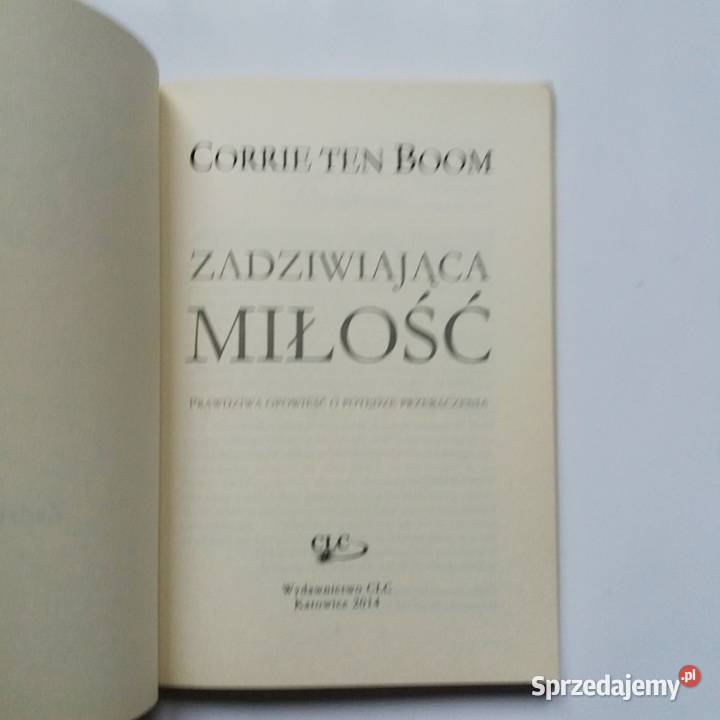 CORRIE TEN BOOM
ZADZIWIAJĄCA
MIŁOŚĆ
PRAWDZIWA OPOWIEŚĆ O POTĘDZE PRZEBACZENIA
CLC
Wydawnictwo CLC
Katowice 2014
Sprzedajemy.pl